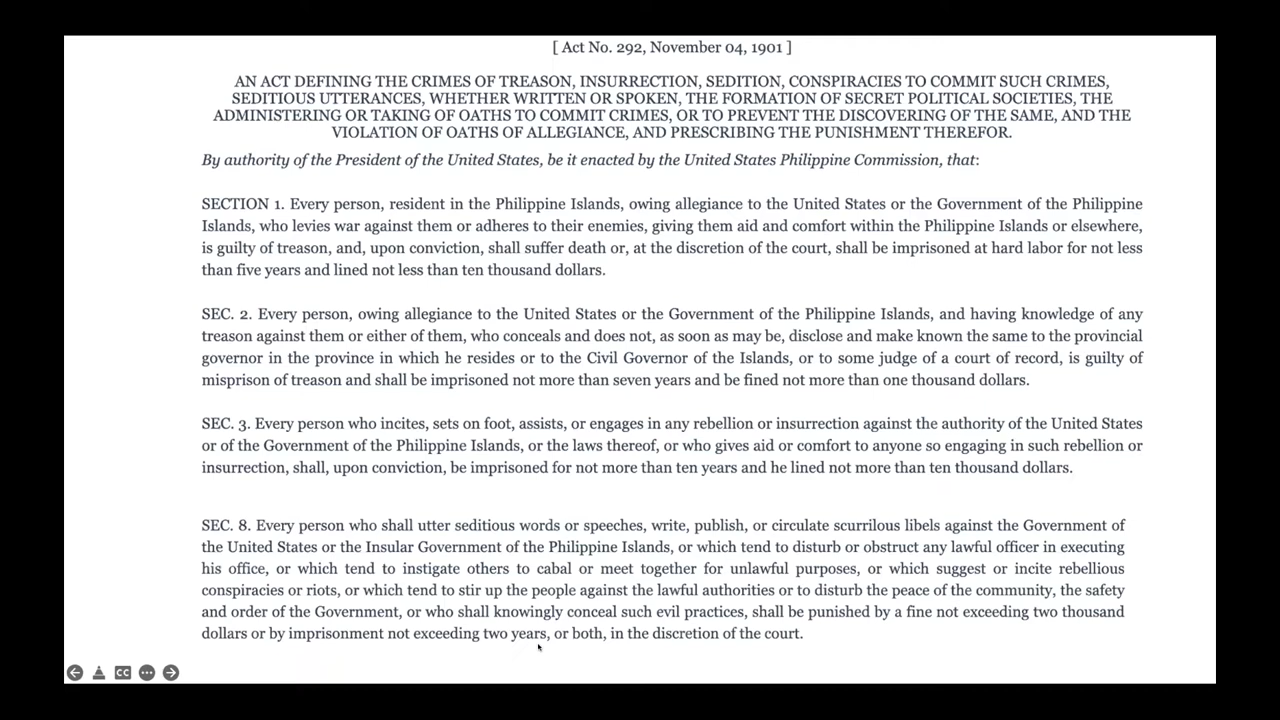 [ Act No. 292, November 04, 1901 ]
AN ACT DEFINING THE CRIMES OF TREASON, INSURRECTION, SEDITION, CONSPIRACIES TO COMMIT SUCH CRIMES,
SEDITIOUS UTTERANCES, WHETHER WRITTEN OR SPOKEN, THE FORMATION OF SECRET POLITICAL SOCIETIES, THE
ADMINISTERING OR TAKING OF OATHS TO COMMIT CRIMES, OR TO PREVENT THE DISCOVERING OF THE SAME, AND THE
VIOLATION OF OATHS OF ALLEGIANCE, AND PRESCRIBING THE PUNISHMENT THEREFOR.
By authority of the President of the United States, be it enacted by the United States Philippine Commission, that:
SECTION 1. Every person, resident in the Philippine Islands, owing allegiance to the United States or the Government of the Philippine
Islands, who levies war against them or adheres to their enemies, giving them aid and comfort within the Philippine Islands or elsewhere,
is guilty of treason, and, upon conviction, shall suffer death or, at the discretion of the court, shall be imprisoned at hard labor for not less
than five years and lined not less than ten thousand dollars.
SEC. 2. Every person, owing allegiance to the United States or the Government of the Philippine Islands, and having knowledge of any
treason against them or either of them, who conceals and does not, as soon as may be, disclose and make known the same to the provincial
governor in the province in which he resides or to the Civil Governor of the Islands, or to some judge of a court of record, is guilty of
misprison of treason and shall be imprisoned not more than seven years and be fined not more than one thousand dollars.
SEC. 3. Every person who incites, sets on foot, assists, or engages in any rebellion or insurrection against the authority of the United States
or of the Government of the Philippine Islands, or the laws thereof, or who gives aid or comfort to anyone so engaging in such rebellion or
insurrection, shall, upon conviction, be imprisoned for not more than ten years and he lined not more than ten thousand dollars.
SEC. 8. Every person who shall utter seditious words or speeches, write, publish, or circulate scurrilous libels against the Government of
the United States or the Insular Government of the Philippine Islands, or which tend to disturb or obstruct any lawful officer in executing
his office, or which tend to instigate others to cabal or meet together for unlawful purposes, or which suggest or incite rebellious
conspiracies or riots, or which tend to stir up the people against the lawful authorities or to disturb the peace of the community, the safety
and order of the Government, or who shall knowingly conceal such evil practices, shall be punished by a fine not exceeding two thousand
dollars or by imprisonment not exceeding two years, or both, in the discretion of the court.
CC